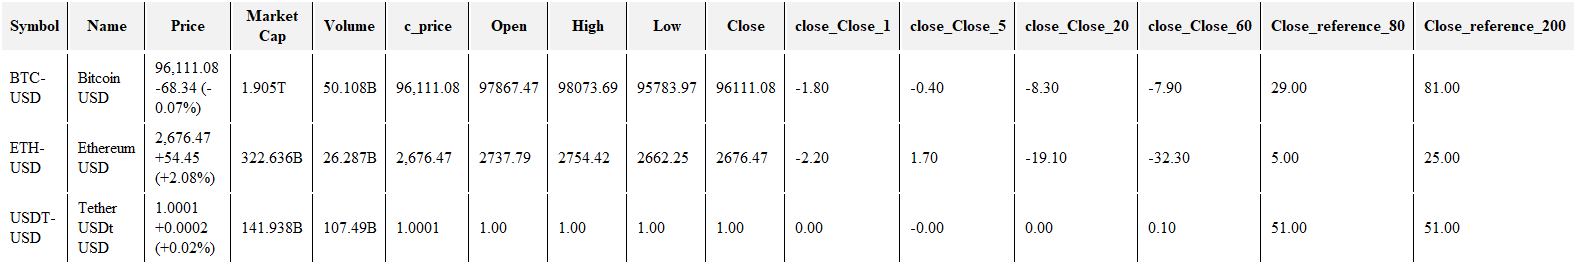 Symbol Name Price Market Cap Volume c_price Open High Low Close close_Close_1 close_Close_5 close_Close_20 close_Close_60 Close_reference_80 Close_reference_200
BTC-USD Bitcoin USD 96,111.08 -68.34 (-0.07%) 1.905T 50.108B 96,111.08 97867.47 98073.69 95783.97 96111.08 -1.80 -0.40 -8.30 -7.90 29.00 81.00
ETH-USD Ethereum USD 2,676.47 +54.45 (+2.08%) 322.636B 26.287B 2,676.47 2737.79 2754.42 2662.25 2676.47 -2.20 1.70 -19.10 -32.30 5.00 25.00
USDT-USD Tether USDt USD 1.0001 +0.0002 (+0.02%) 141.938B 107.49B 1.0001 1.00 1.00 1.00 1.00 0.00 -0.00 0.00 0.10 51.00 51.00